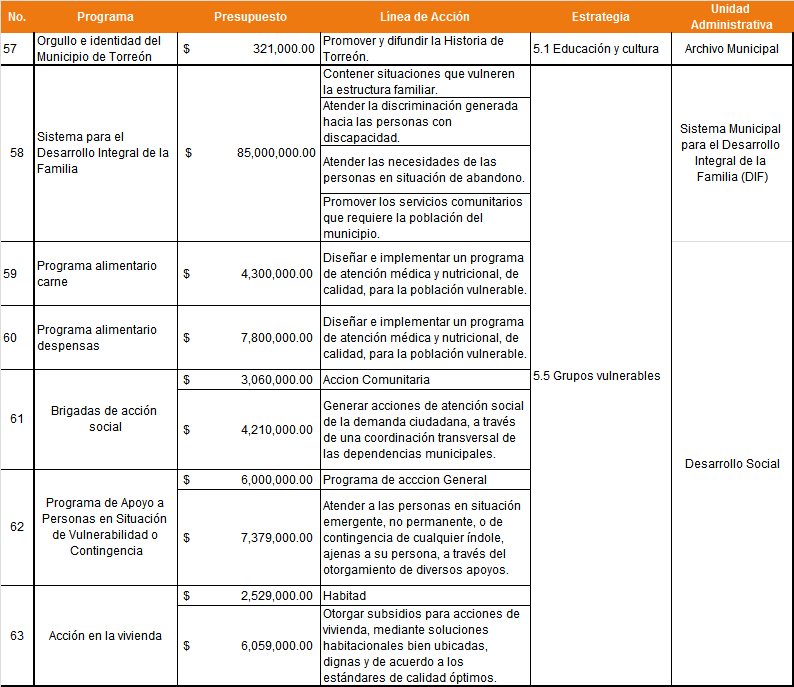 No.
Programa
Presupuesto
Línea de Acción
Estrategia
Unidad
Administrativa
57
Orgullo e identidad del
Municipio de Torreón
$ 321,000.00
Promover y difundir la Historia de
Torreón.
5.1 Educación y cultura
Archivo Municipal
58
Sistema para el
Desarrollo Integral de la
Familia
$ 85,000,000.00
Contener situaciones que vulneren
la estructura familiar.
Atender la discriminación generada
hacia las personas con
discapacidad.
Atender las necesidades de las
personas en situación de abandono.
Promover los servicios comunitarios
que requiere la población del
municipio.
5.5 Grupos vulnerables
Sistema Municipal
para el Desarrollo
Integral de la
Familia (DIF)
59
Programa alimentario
carne
$ 4,300,000.00
Diseñar e implementar un programa
de atención médica y nutricional, de
calidad, para la población vulnerable.
Desarrollo Social
60
Programa alimentario
despensas
$ 7,800,000.00
Diseñar e implementar un programa
de atención médica y nutricional, de
calidad, para la población vulnerable.
61
Brigadas de acción
social
$ 3,060,000.00
Accion Comunitaria
$ 4,210,000.00
Generar acciones de atención social
de la demanda ciudadana, a través
de una coordinación transversal de
las dependencias municipales.
62
Programa de Apoyo a
Personas en Situación
de Vulnerabilidad o
Contingencia
$ 6,000,000.00
Programa de acccion General
$ 7,379,000.00
Atender a las personas en situación
emergente, no permanente, o de
contingencia de cualquier índole,
ajenas a su persona, a través del
otorgamiento de diversos apoyos.
63
Acción en la vivienda
$ 2,529,000.00
Habitad
$ 6,059,000.00
Otorgar subsidios para acciones de
vivienda, mediante soluciones
habitacionales bien ubicadas,
dignas y de acuerdo a los
estándares de calidad óptimos.